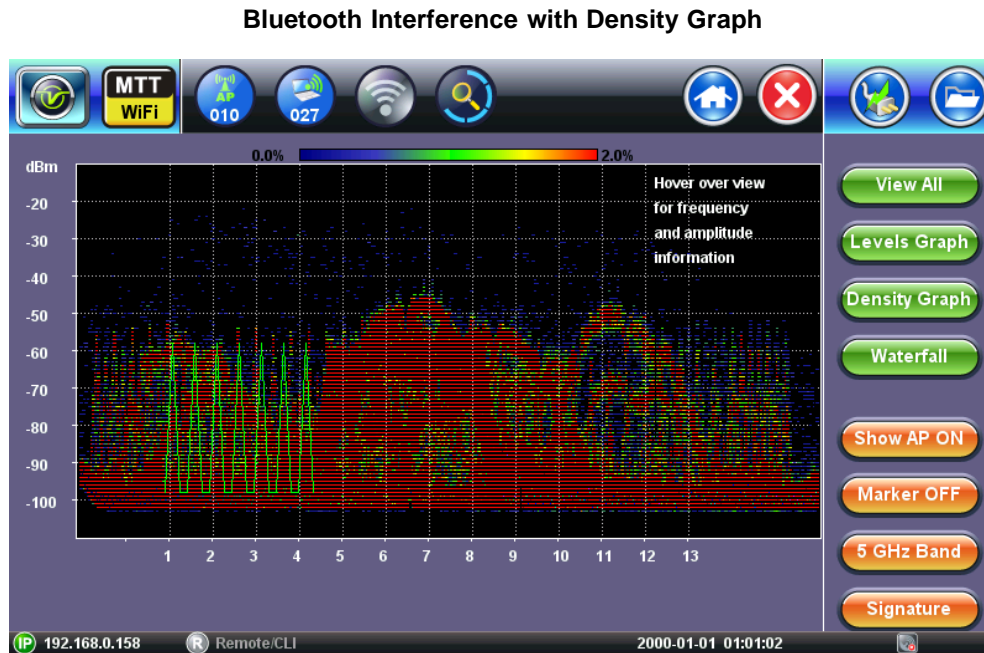 Bluetooth Interference with Density Graph
MTT
WiFi
AP
010
027
0.0%
2.0%
dBm
-20
-30
-40
-50
-60
-70
-80
-90
-100
Hover over view
for frequency
and amplitude
information
1 2 3 4 5 6 7 8 9 10 11 12 13
View All
Levels Graph
Density Graph
Waterfall
Show AP ON
Marker OFF
5 GHz Band
Signature
IP 192.168.0.158
R Remote/CLI
2000-01-01 01:01:02